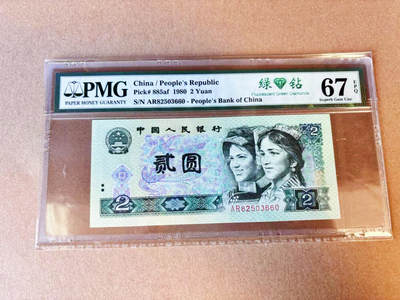 PMG
PAPER MONEY GUARANTY
China / People's Republic
Pick# 885af 1980 2 Yuan
S/N AR82503660 - People's Bank of China
绿钻
Fluorescent Green Diamonds
67 EPQ
Superb Gem Unc
中国人民银行
贰圆
2
2
2
AR82503660